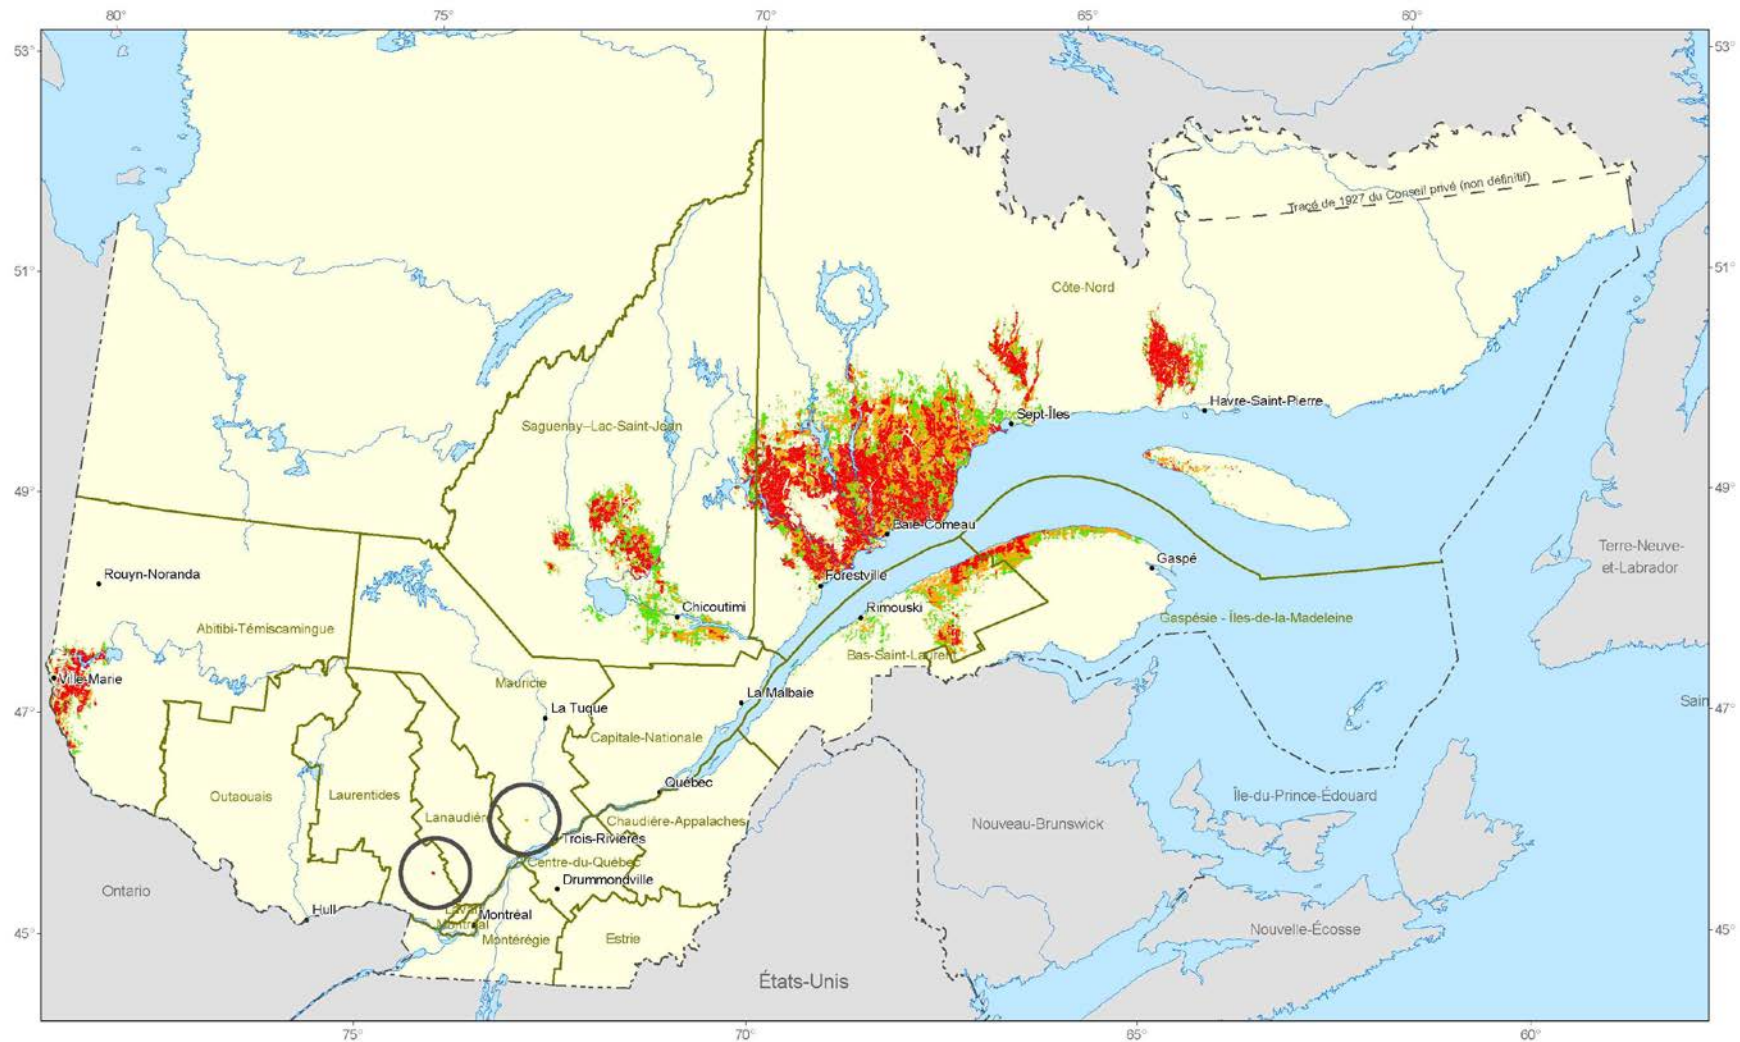 80°
75°
70°
65°
60°
53°
53°
Tracé de 1927 du Conseil privé (non définitif)
51°
51°
Côte-Nord
Havre-Saint-Pierre
Sept-Îles
Saguenay–Lac-Saint-Jean
49°
49°
Baie-Comeau
Terre-Neuve-
et-Labrador
Gaspé
Rouyn-Noranda
Forestville
Chicoutimi
Rimouski
Abitibi-Témiscamingue
Gaspésie - Îles-de-la-Madeleine
Bas-Saint-Laurent
Ville-Marie
Mauricie
La Malbaie
Sain
47°
47°
La Tuque
Capitale-Nationale
Québec
Outaouais
Laurentides
Lanaudière
Chaudière-Appalaches
Île-du-Prince-Édouard
Nouveau-Brunswick
Trois-Rivières
Centre-du-Québec
Drummondville
Ontario
Hull
Laval
Montréal
Montréal
Montérégie
Estrie
45°
45°
Nouvelle-Écosse
États-Unis
75°
70°
65°
60°